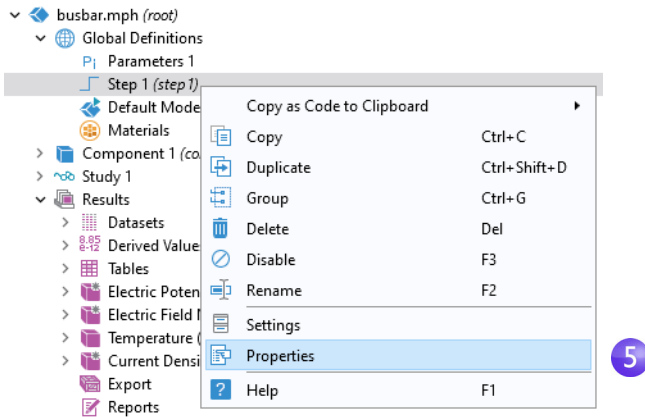 busbar.mph (root)
Global Definitions
Pi Parameters 1
Step 1 (step1)
Default Mode
Materials
Component 1 (co
Study 1
Results
Datasets
8.85
e-12 Derived Value
Tables
Electric Poten
Electric Field
Temperature (
Current Densi
Export
Reports
Copy as Code to Clipboard
Copy Ctrl+C
Duplicate Ctrl+Shift+D
Group Ctrl+G
Delete Del
Disable F3
Rename F2
Settings
Properties
? Help F1
5